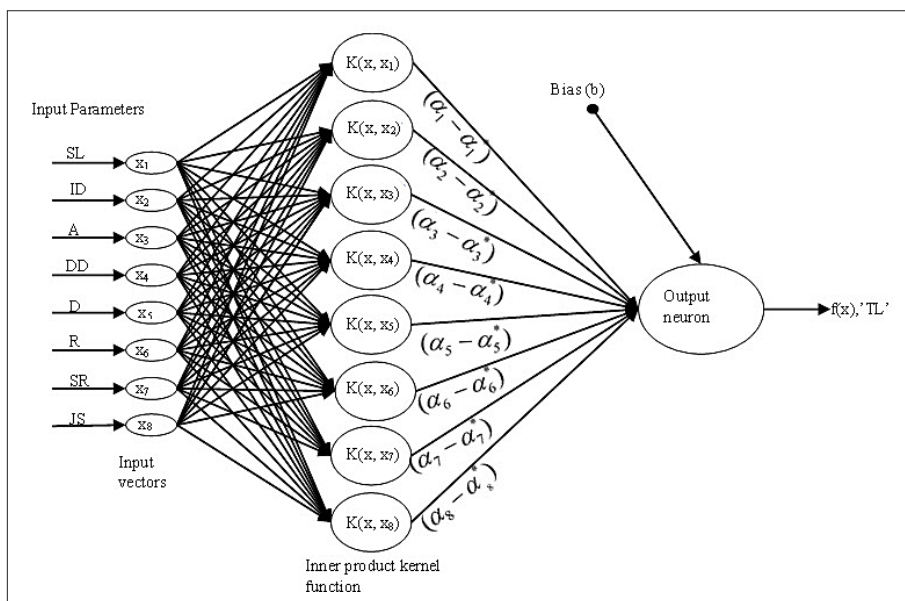 Input Parameters
SL
ID
A
DD
D
R
SR
JS
x₁
x₂
x₃
x₄
x₅
x₆
x₇
x₈
Input
vectors
K(x, x₁)
K(x, x₂)
K(x, x₃)
K(x, x₄)
K(x, x₅)
K(x, x₆)
K(x, x₇)
K(x, x₈)
Inner product kernel
function
(α₁ − α₁*)
(α₂ − α₂*)
(α₃ − α₃*)
(α₄ − α₄*)
(α₅ − α₅*)
(α₆ − α₆*)
(α₇ − α₇*)
(α₈ − α₈*)
Bias (b)
Output
neuron
f(x),'TL'